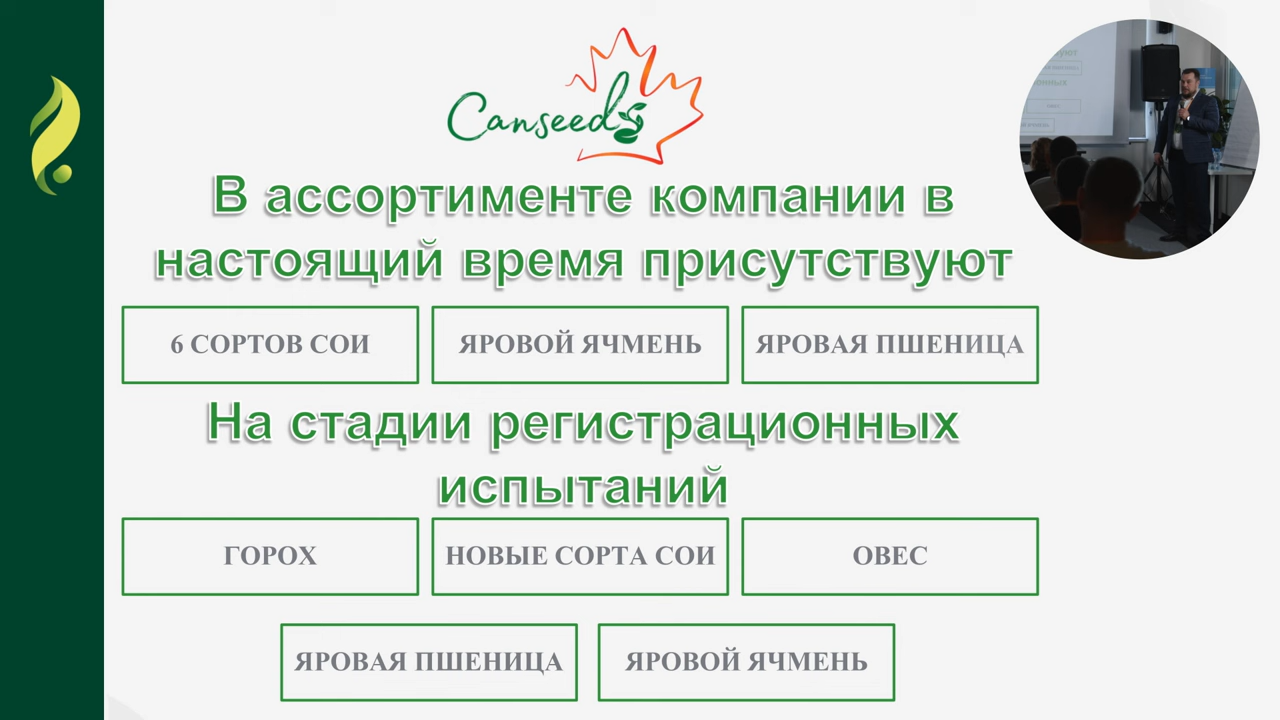 Canseeds
В ассортименте компании в
настоящий время присутствуют
6 СОРТОВ СОИ
ЯРОВОЙ ЯЧМЕНЬ
ЯРОВАЯ ПШЕНИЦА
На стадии регистрационных
испытаний
ГОРОХ
НОВЫЕ СОРТА СОИ
ОВЕС
ЯРОВАЯ ПШЕНИЦА
ЯРОВОЙ ЯЧМЕНЬ